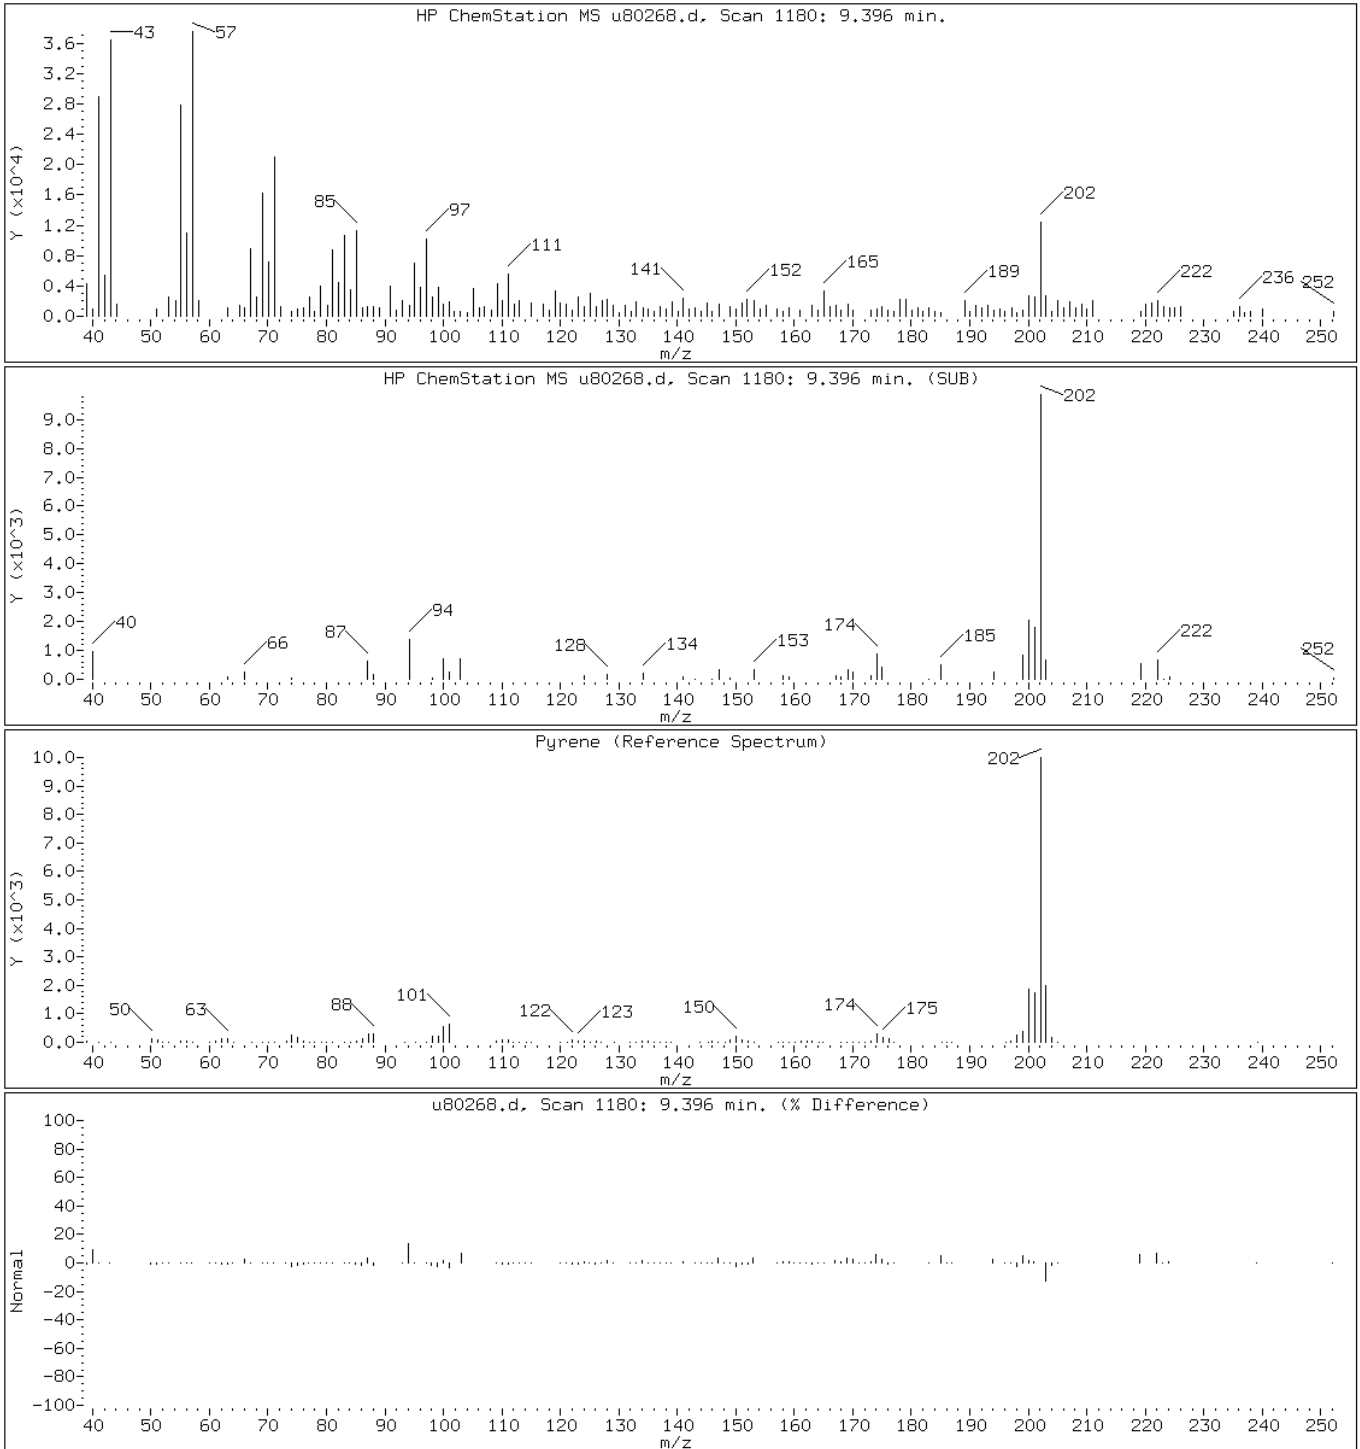 HP ChemStation MS u80268.d, Scan 1180: 9.396 min.
43 57
3.6
3.2
2.8
2.4
2.0
1.6
1.2
0.8
0.4
0.0
Y (x10^4)
85 97 111 141 152 165 189 202 222 236 252
40 50 60 70 80 90 100 110 120 130 140 150 160 170 180 190 200 210 220 230 240 250
m/z
HP ChemStation MS u80268.d, Scan 1180: 9.396 min. (SUB)
202
9.0
8.0
7.0
6.0
5.0
4.0
3.0
2.0
1.0
0.0
Y (x10^3)
40 66 87 94 128 134 153 174 185 222 252
40 50 60 70 80 90 100 110 120 130 140 150 160 170 180 190 200 210 220 230 240 250
m/z
Pyrene (Reference Spectrum)
202
10.0
9.0
8.0
7.0
6.0
5.0
4.0
3.0
2.0
1.0
0.0
Y (x10^3)
50 63 88 101 122 123 150 174 175
40 50 60 70 80 90 100 110 120 130 140 150 160 170 180 190 200 210 220 230 240 250
m/z
u80268.d, Scan 1180: 9.396 min. (% Difference)
100
80
60
40
20
0
-20
-40
-60
-80
-100
Normal
40 50 60 70 80 90 100 110 120 130 140 150 160 170 180 190 200 210 220 230 240 250
m/z